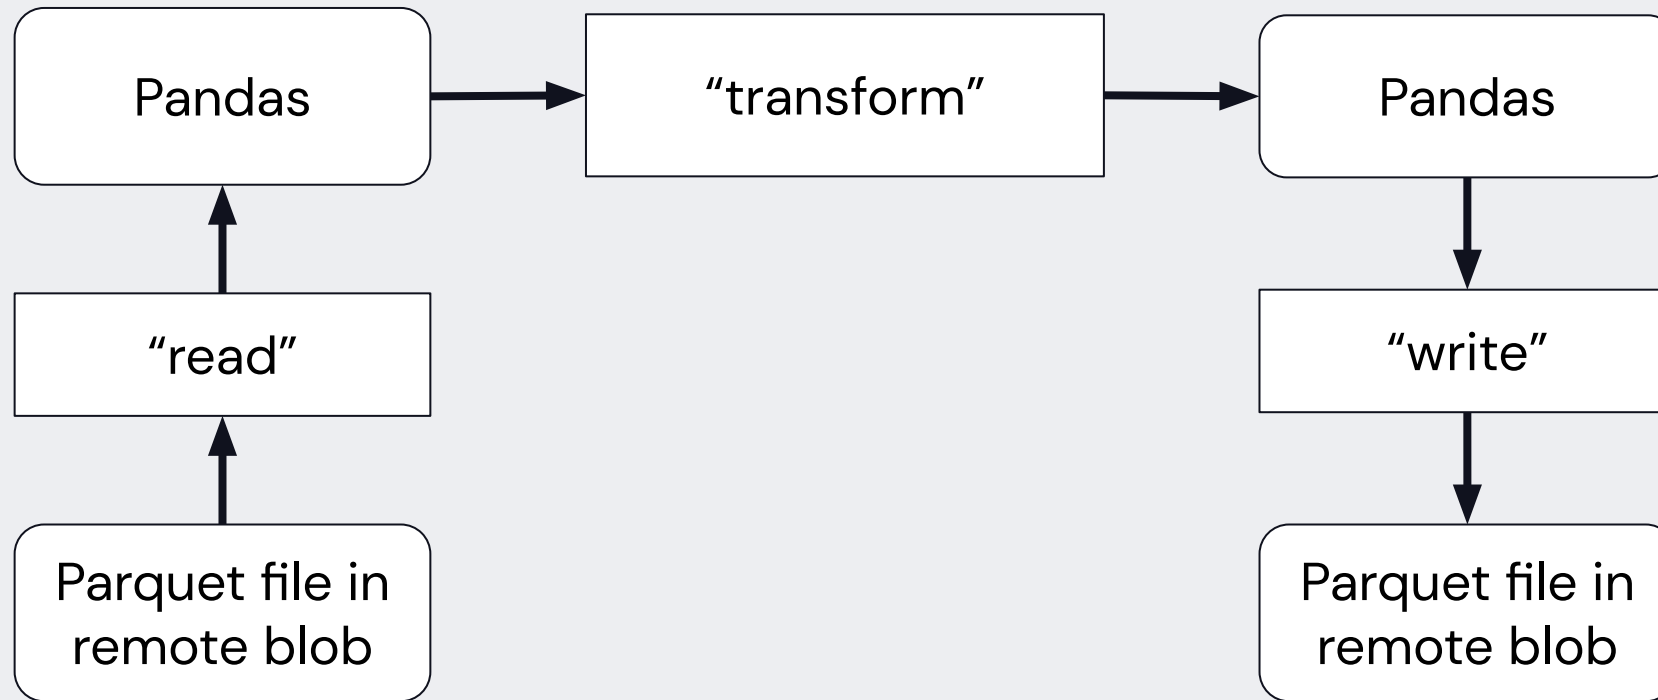 Pandas
“transform”
Pandas
“read”
“write”
Parquet file in
remote blob
Parquet file in
remote blob